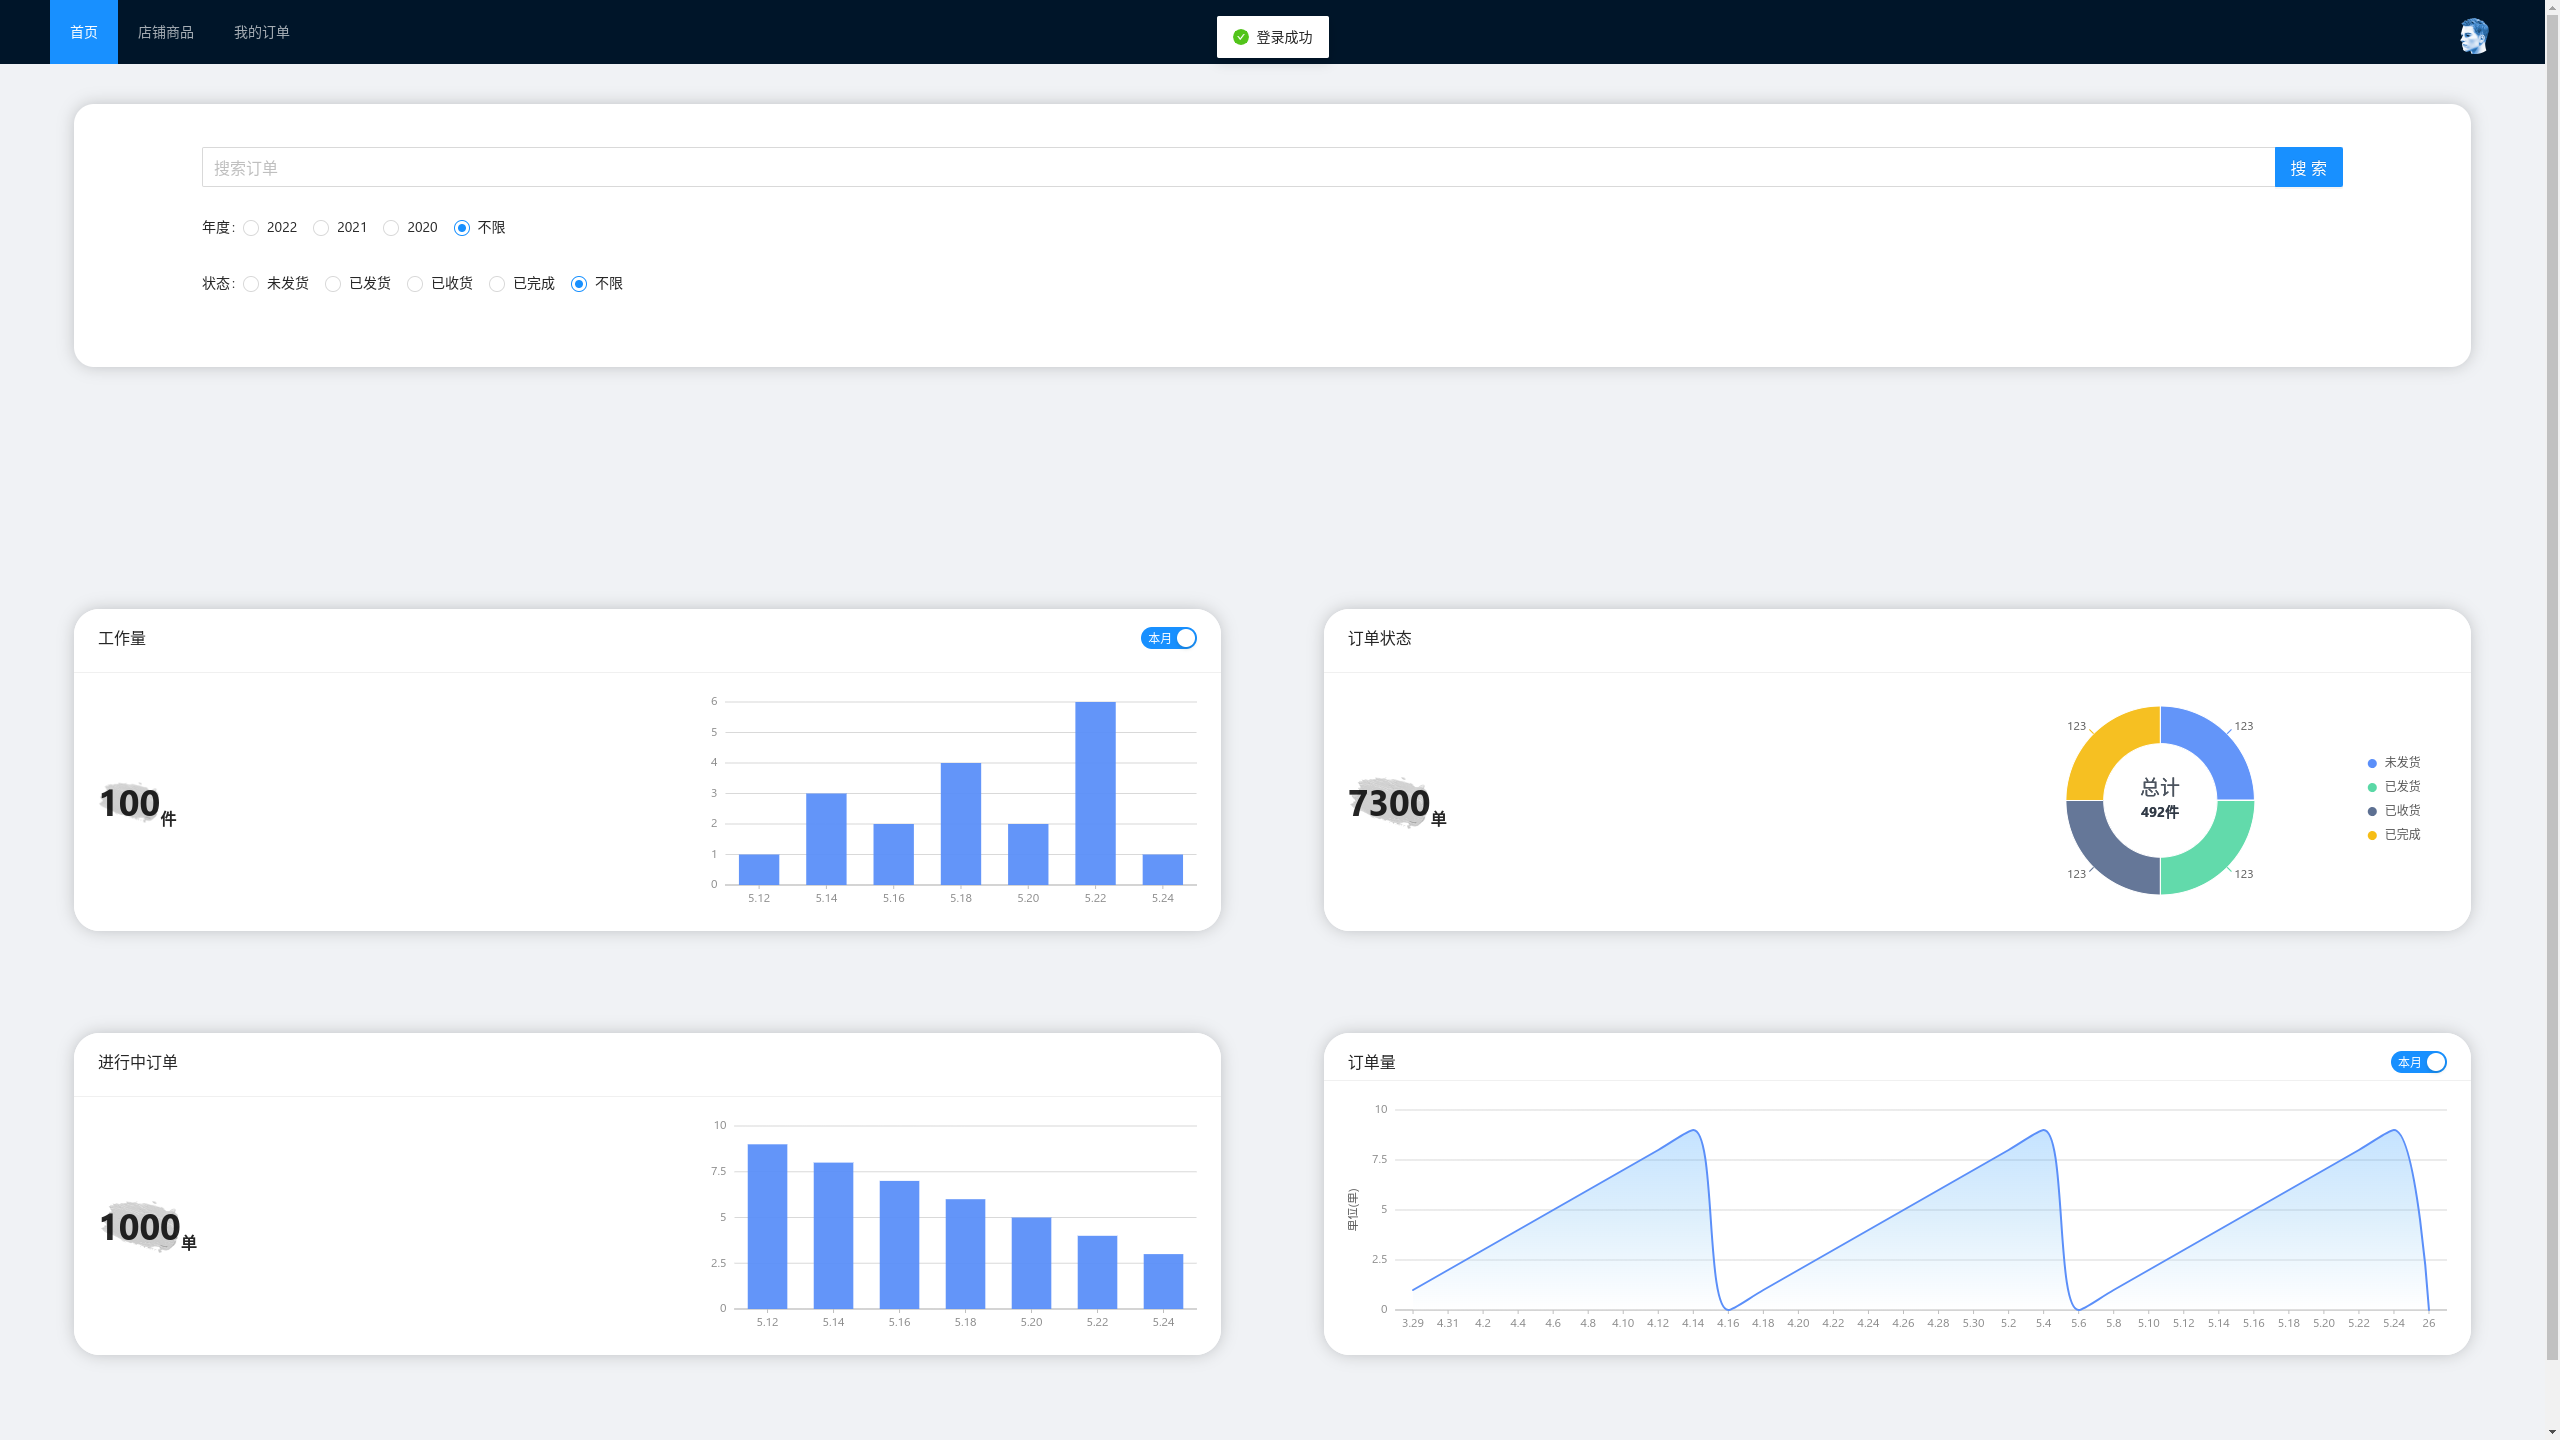 首页 店铺商品 我的订单
登录成功
搜索订单 搜 索
年度: 2022 2021 2020 不限
状态: 未发货 已发货 已收货 已完成 不限
工作量 本月
100件
6
5
4
3
2
1
0
5.12 5.14 5.16 5.18 5.20 5.22 5.24
订单状态
7300单
123 123
总计
492件
123 123
未发货
已发货
已收货
已完成
进行中订单
1000单
10
7.5
5
2.5
0
5.12 5.14 5.16 5.18 5.20 5.22 5.24
订单量 本月
单位(单)
10
7.5
5
2.5
0
3.29 4.31 4.2 4.4 4.6 4.8 4.10 4.12 4.14 4.16 4.18 4.20 4.22 4.24 4.26 4.28 5.30 5.2 5.4 5.6 5.8 5.10 5.12 5.14 5.16 5.18 5.20 5.22 5.24 26